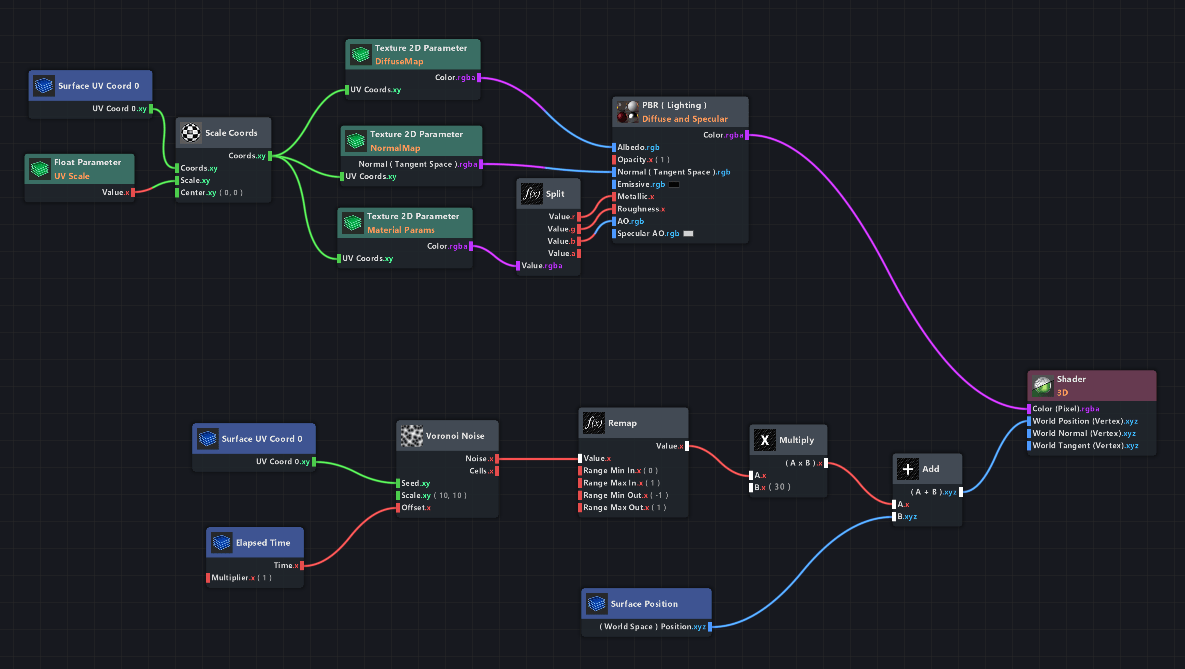 Surface UV Coord 0
UV Coord 0.xy
Float Parameter
UV Scale
Value.x
Scale Coords
Coords.xy
Coords.xy
Scale.xy
Center.xy ( 0, 0 )
Texture 2D Parameter
DiffuseMap
Color.rgba
UV Coords.xy
Texture 2D Parameter
NormalMap
Normal ( Tangent Space ).rgba
UV Coords.xy
Texture 2D Parameter
Material Params
Color.rgba
UV Coords.xy
f(x) Split
Value.r
Value.g
Value.b
Value.a
Value.rgba
PBR ( Lighting )
Diffuse and Specular
Color.rgba
Albedo.rgb
Opacity.x ( 1 )
Normal ( Tangent Space ).rgb
Emissive.rgb
Metallic.x
Roughness.x
AO.rgb
Specular AO.rgb
Shader
3D
Color (Pixel).rgba
World Position (Vertex).xyz
World Normal (Vertex).xyz
World Tangent (Vertex).xyz
Surface UV Coord 0
UV Coord 0.xy
Elapsed Time
Time.x
Multiplier.x ( 1 )
Voronoi Noise
Noise.x
Cells.x
Seed.xy
Scale.xy ( 10, 10 )
Offset.x
f(x) Remap
Value.x
Value.x
Range Min In.x ( 0 )
Range Max In.x ( 1 )
Range Min Out.x ( -1 )
Range Max Out.x ( 1 )
X Multiply
( A x B ).x
A.x
B.x ( 30 )
+ Add
( A + B ).xyz
A.x
B.xyz
Surface Position
( World Space ) Position.xyz